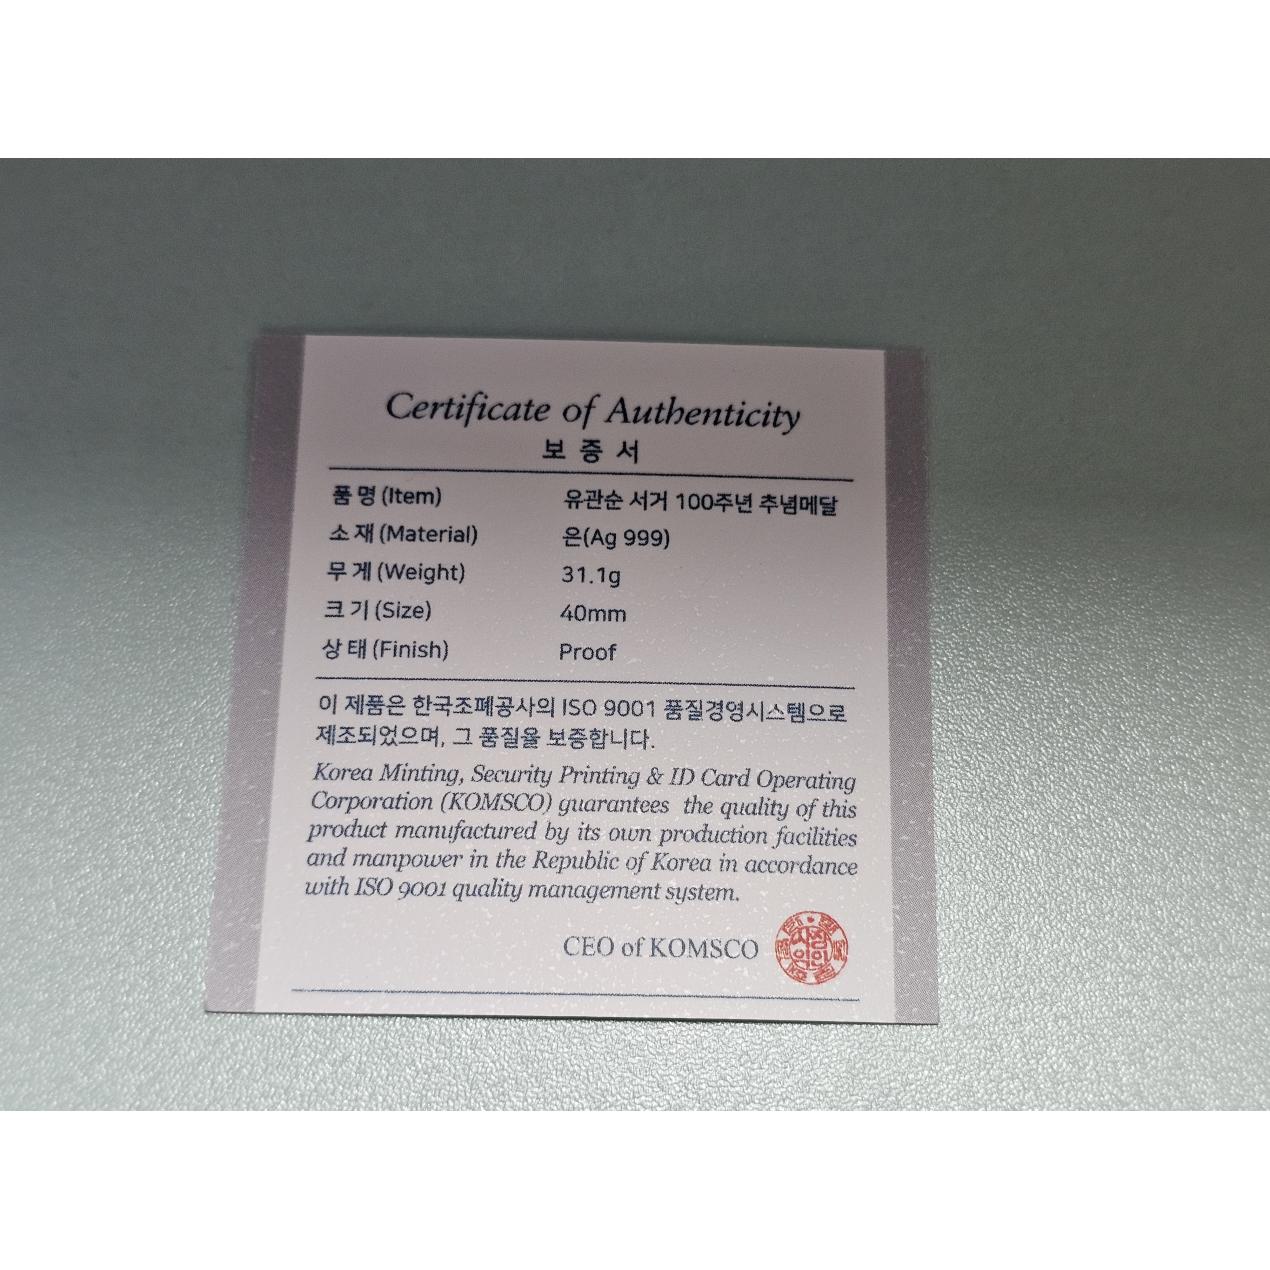 Certificate of Authenticity
보증서
품명(Item) 유관순 서거 100주년 추념메달
소재(Material) 은(Ag 999)
무게(Weight) 31.1g
크기(Size) 40mm
상태(Finish) Proof
이 제품은 한국조폐공사의 ISO 9001 품질경영시스템으로
제조되었으며, 그 품질을 보증합니다.
Korea Minting, Security Printing & ID Card Operating
Corporation (KOMSCO) guarantees the quality of this
product manufactured by its own production facilities
and manpower in the Republic of Korea in accordance
with ISO 9001 quality management system.
CEO of KOMSCO